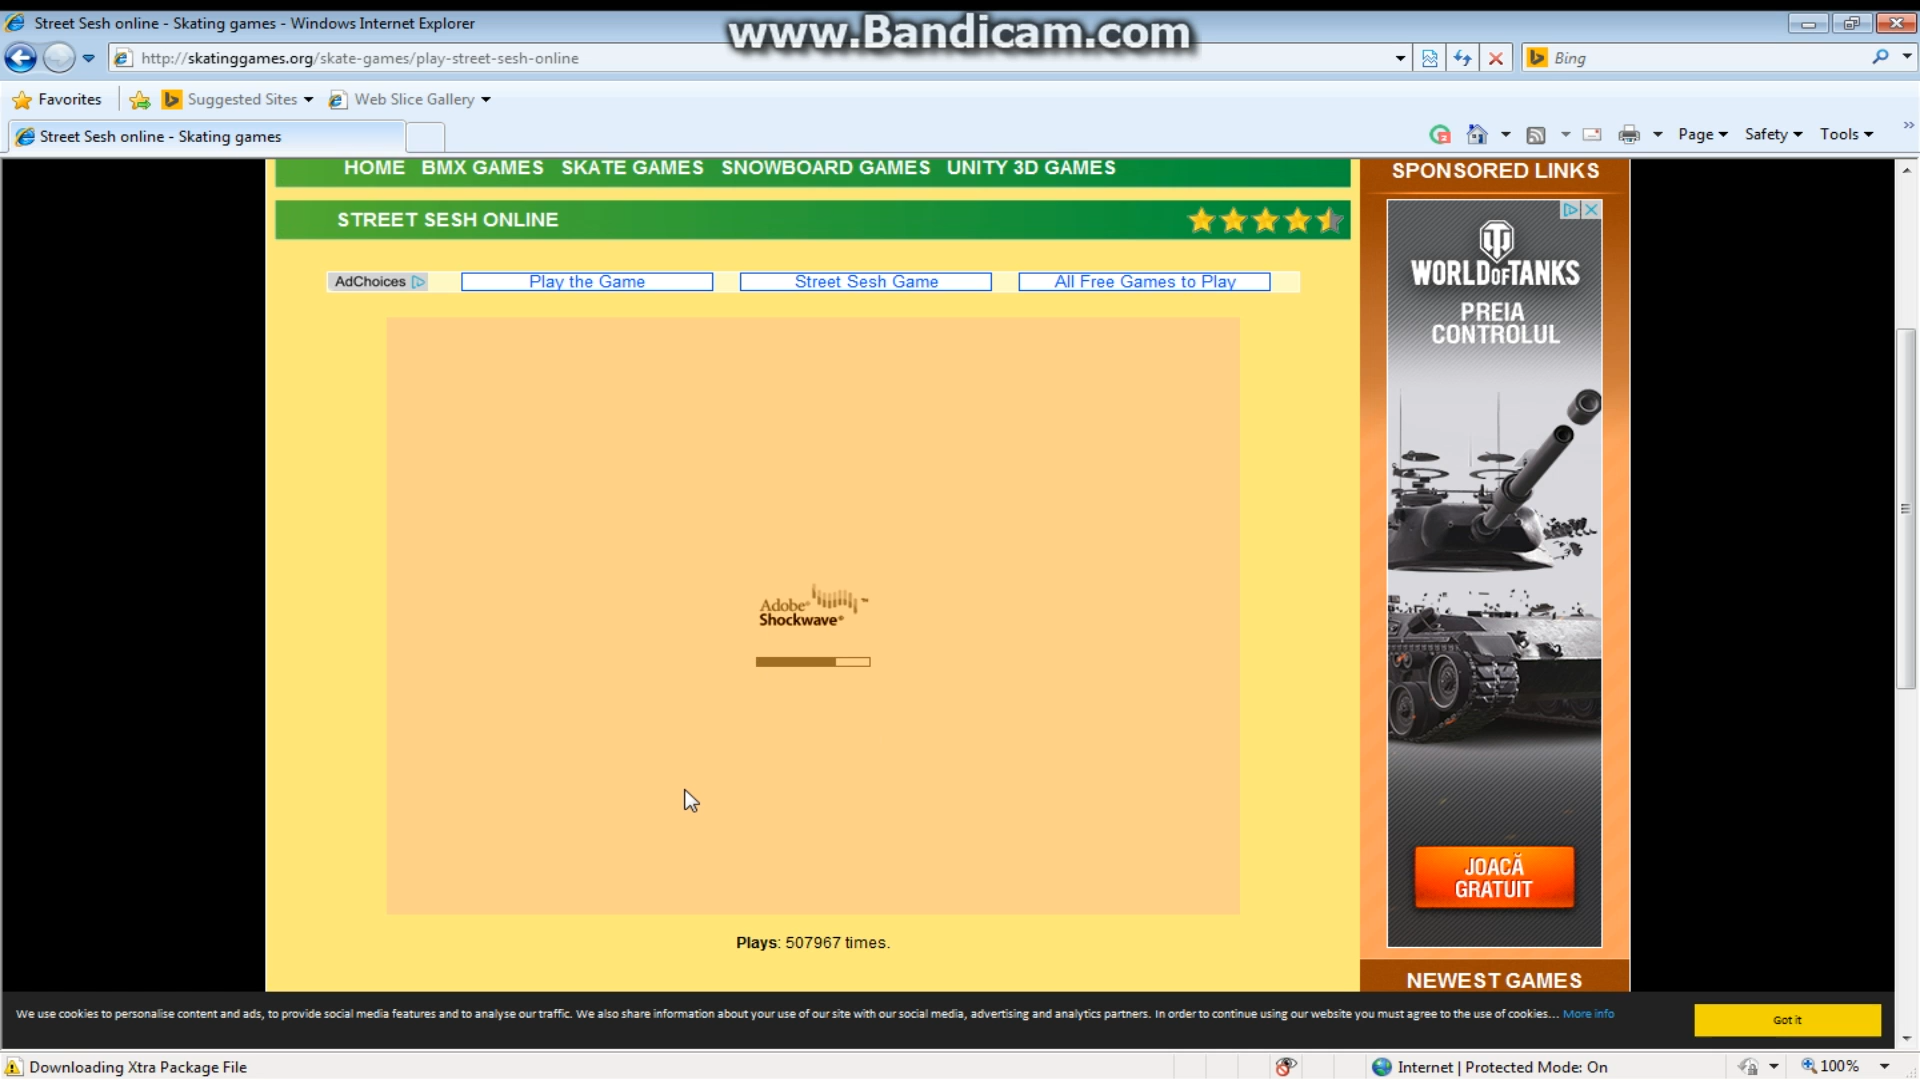 Street Sesh online - Skating games - Windows Internet Explorer
www.Bandicam.com
http://skatinggames.org/skate-games/play-street-sesh-online
Bing
Favorites
Suggested Sites
Web Slice Gallery
Street Sesh online - Skating games
Page
Safety
Tools
HOME BMX GAMES SKATE GAMES SNOWBOARD GAMES UNITY 3D GAMES
SPONSORED LINKS
STREET SESH ONLINE
AdChoices
Play the Game
Street Sesh Game
All Free Games to Play
WORLD OF TANKS
PREIA
CONTROLUL
Adobe®
Shockwave®
JOACĂ
GRATUIT
Plays: 507967 times.
NEWEST GAMES
We use cookies to personalise content and ads, to provide social media features and to analyse our traffic. We also share information about your use of our site with our social media, advertising and analytics partners. In order to continue using our website you must agree to the use of cookies... More info
Got it
Downloading Xtra Package File
Internet | Protected Mode: On
100%